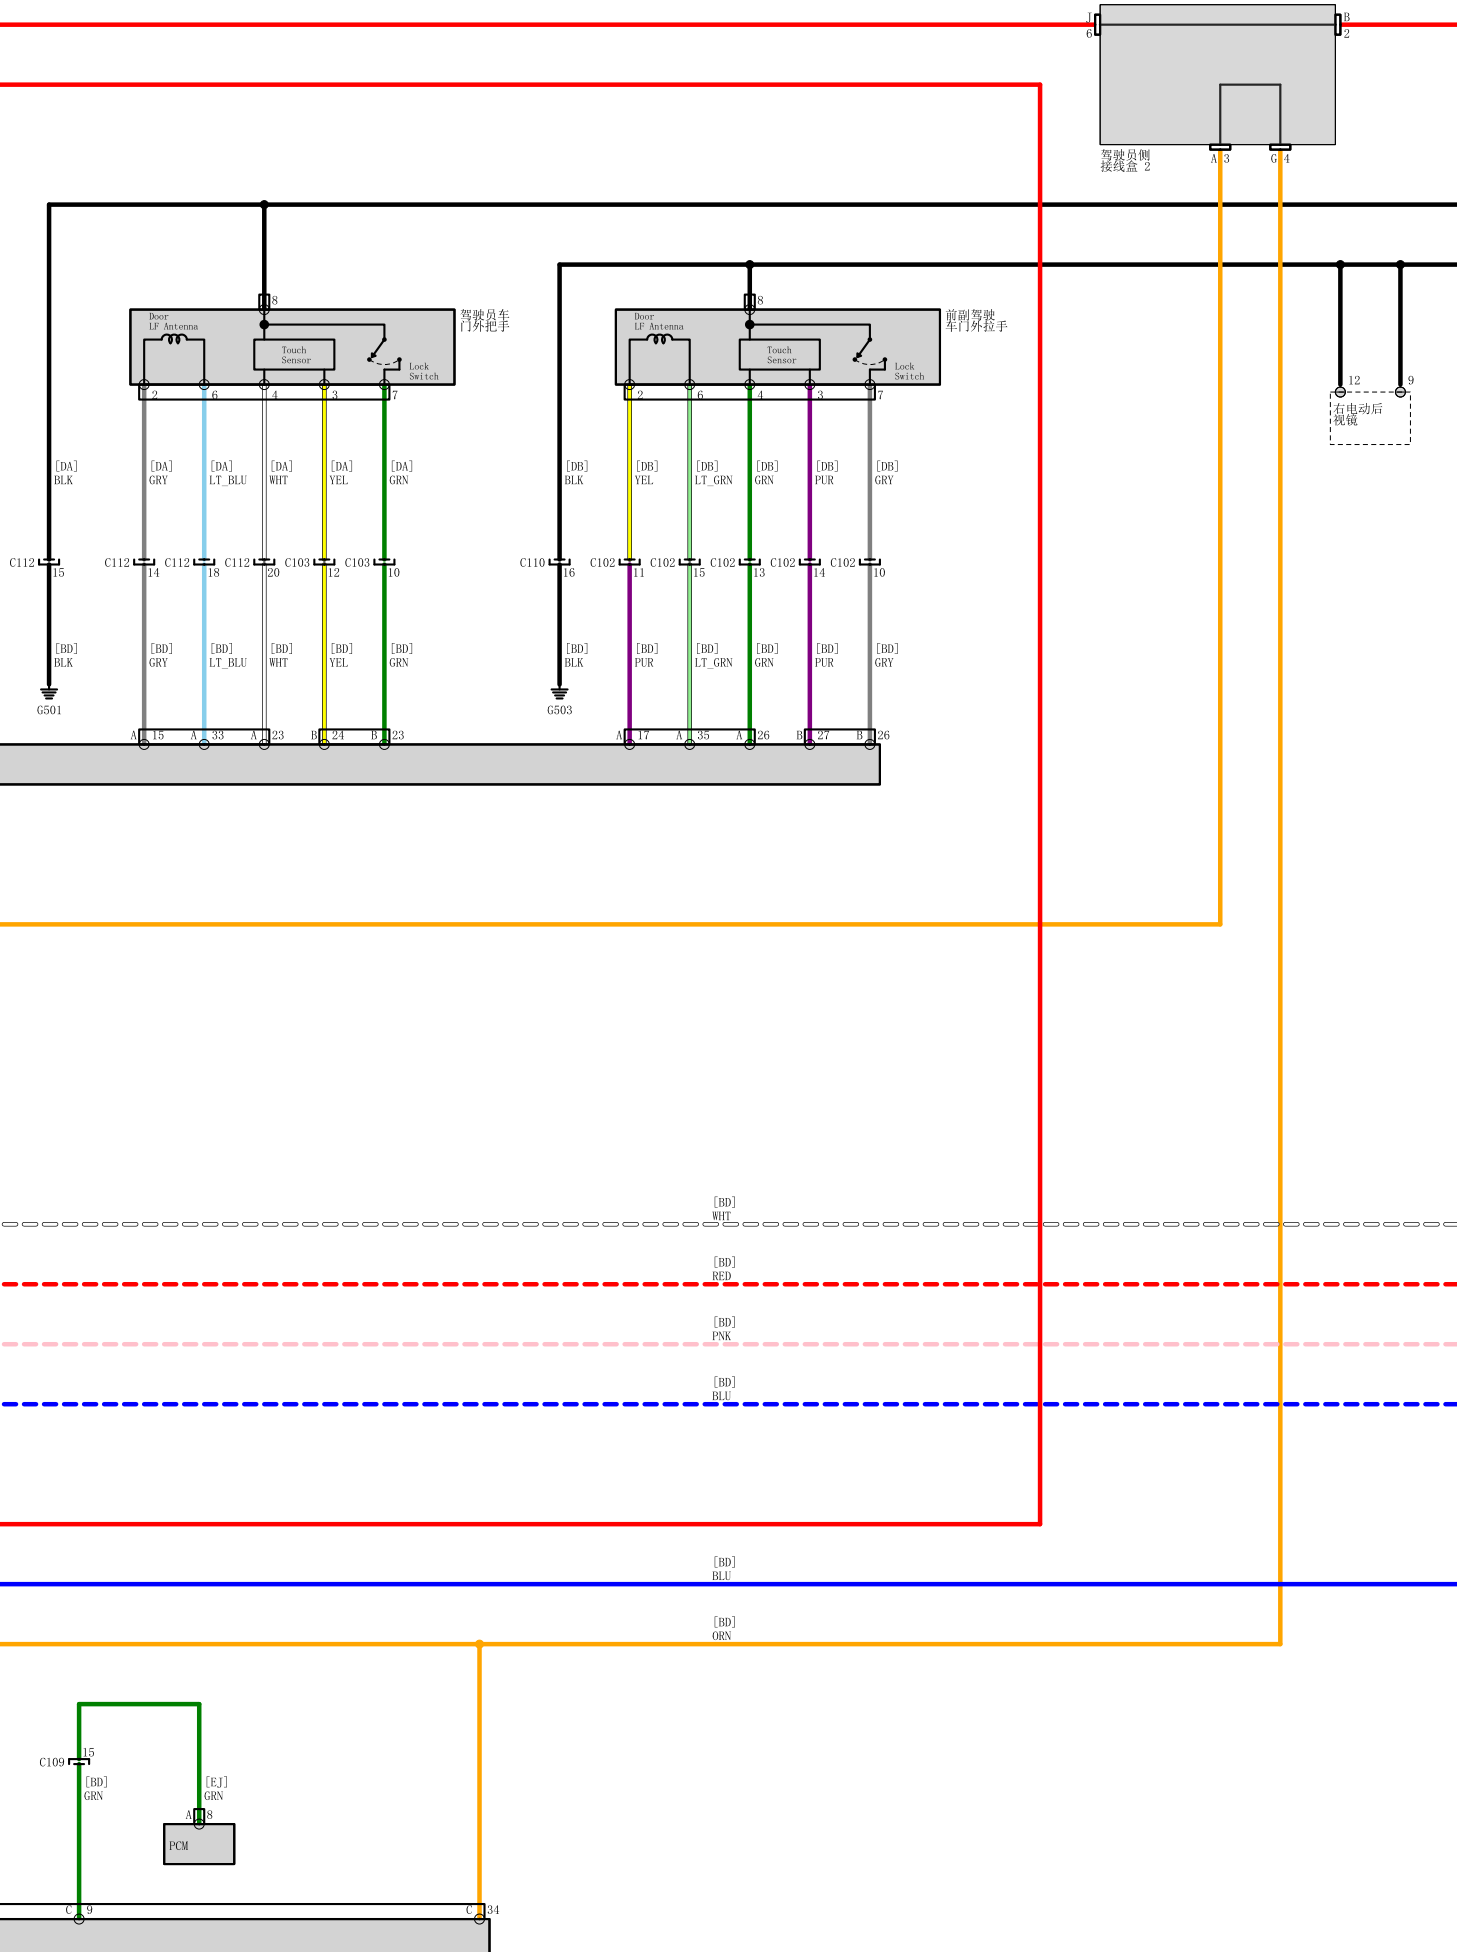 J
6
B
2
驾驶员侧
接线盒 2
A 3
G 4
8
8
Door
LF Antenna
Touch
Sensor
Lock
Switch
驾驶员车
门外把手
Door
LF Antenna
Touch
Sensor
Lock
Switch
前副驾驶
车门外拉手
2 6 4 3 7
2 6 4 3 7
12 9
右电动后
视镜
[DA] [DA] [DA] [DA] [DA] [DA] [DB] [DB] [DB] [DB] [DB] [DB]
BLK GRY LT_BLU WHT YEL GRN BLK YEL LT_GRN GRN PUR GRY
C112 C112 C112 C112 C103 C103 C110 C102 C102 C102 C102 C102
15 14 18 20 12 10 16 11 15 13 14 10
[BD] [BD] [BD] [BD] [BD] [BD] [BD] [BD] [BD] [BD] [BD] [BD]
BLK GRY LT_BLU WHT YEL GRN BLK PUR LT_GRN GRN PUR GRY
G501 G503
A 15 A 33 A 23 B 24 B 23 A 17 A 35 A 26 B 27 B 26
[BD]
WHT
[BD]
RED
[BD]
PNK
[BD]
BLU
[BD]
BLU
[BD]
ORN
15
C109
[BD]
GRN
[EJ]
GRN
A 8
PCM
C 9
C 34